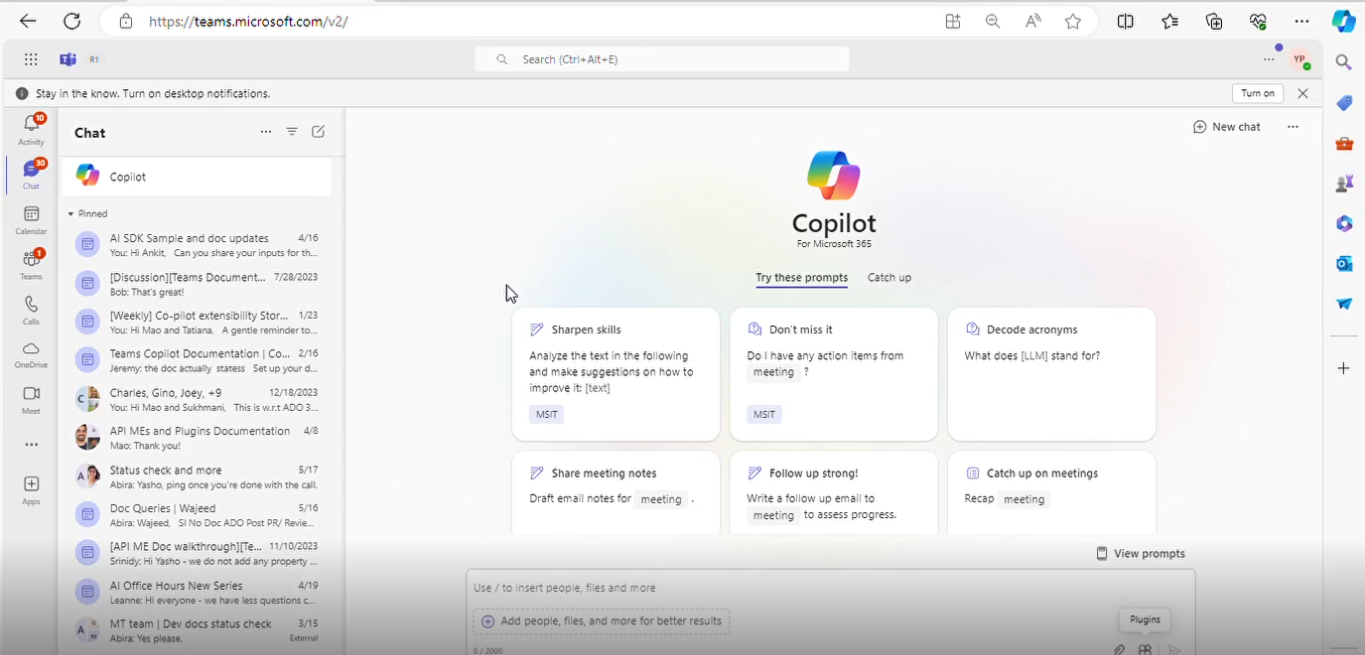 https://teams.microsoft.com/v2/
R1
Search (Ctrl+Alt+E)
YP
Stay in the know. Turn on desktop notifications.
Turn on
10
Activity
30
Chat
Calendar
1
Teams
Calls
OneDrive
Meet
Apps
Chat
Copilot
Pinned
AI SDK Sample and doc updates 4/16
You: Hi Ankit, Can you share your inputs for th...
[Discussion][Teams Document... 7/28/2023
Bob: That's great!
[Weekly] Co-pilot extensibility Stor... 1/23
You: Hi Mao and Tatiana, A gentle reminder to...
Teams Copilot Documentation | Co... 2/16
Jeremy: the doc actually statess Set up your d...
Charles, Gino, Joey, +9 12/18/2023
You: Hi Mao and Sukhmani, This is w.r.t ADO 3...
API MEs and Plugins Documentation 4/8
Mao: Thank you!
Status check and more 5/17
Abira: Yasho, ping once you're done with the call.
Doc Queries | Wajeed 5/16
Abira: Wajeed, SI No Doc ADO Post PR/ Revie...
[API ME Doc walkthrough][Te... 11/10/2023
Srinidy: Hi Yasho - we do not add any property ...
AI Office Hours New Series 4/19
Leanne: Hi everyone - we have less questions c...
MT team | Dev docs status check 3/15
Abira: Yes please. External
New chat
Copilot
For Microsoft 365
Try these prompts Catch up
Sharpen skills
Analyze the text in the following
and make suggestions on how to
improve it: [text]
MSIT
Don't miss it
Do I have any action items from
meeting ?
MSIT
Decode acronyms
What does [LLM] stand for?
Share meeting notes
Draft email notes for meeting .
Follow up strong!
Write a follow up email to
meeting to assess progress.
Catch up on meetings
Recap meeting
View prompts
Use / to insert people, files and more
Add people, files, and more for better results
Plugins
0 / 2000